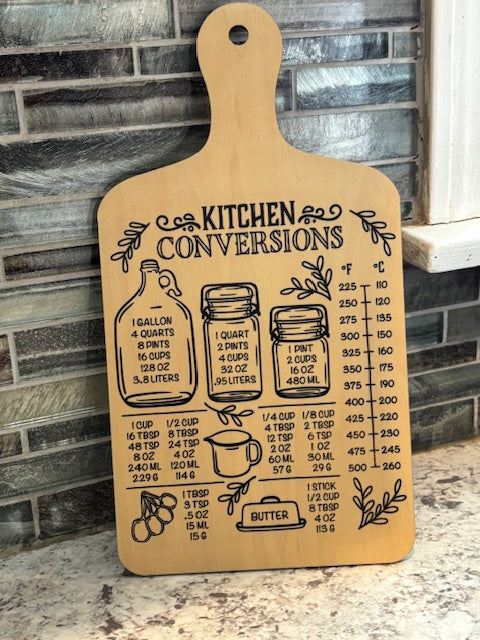 KITCHEN
CONVERSIONS
°F °C
225 110
250 120
275 135
300 150
325 160
350 175
375 190
400 200
425 220
450 230
475 245
500 260
1 GALLON
4 QUARTS
8 PINTS
16 CUPS
128 OZ
3.8 LITERS
1 QUART
2 PINTS
4 CUPS
32 OZ
.95 LITERS
1 PINT
2 CUPS
16 OZ
480 ML
1 CUP
16 TBSP
48 TSP
8 OZ
240 ML
229 G
1/2 CUP
8 TBSP
24 TSP
4 OZ
120 ML
114 G
1/4 CUP
4 TBSP
12 TSP
2 OZ
60 ML
57 G
1/8 CUP
2 TBSP
6 TSP
1 OZ
30 ML
29 G
1 TBSP
3 TSP
.5 OZ
15 ML
15 G
BUTTER
1 STICK
1/2 CUP
8 TBSP
4 OZ
113 G